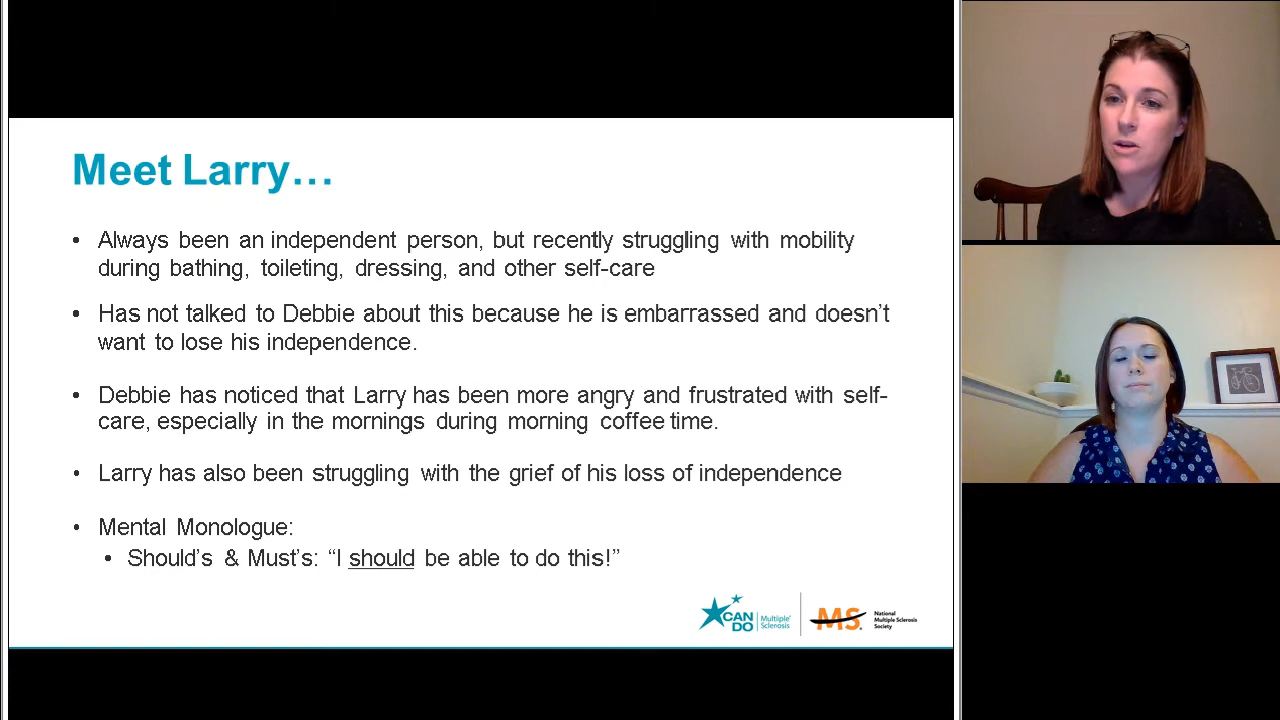 Meet Larry…
• Always been an independent person, but recently struggling with mobility
during bathing, toileting, dressing, and other self-care
• Has not talked to Debbie about this because he is embarrassed and doesn’t
want to lose his independence.
• Debbie has noticed that Larry has been more angry and frustrated with self-
care, especially in the mornings during morning coffee time.
• Larry has also been struggling with the grief of his loss of independence
• Mental Monologue:
• Should’s & Must’s: “I should be able to do this!”
CAN DO Multiple Sclerosis
MS National Multiple Sclerosis Society